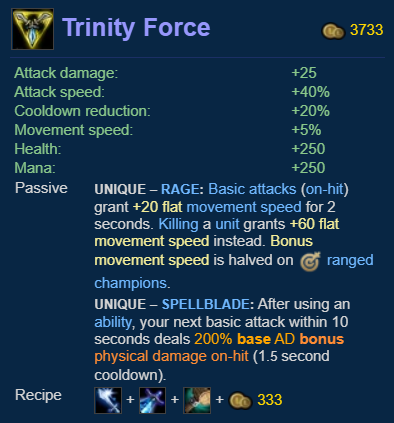 Trinity Force 3733
Attack damage: +25
Attack speed: +40%
Cooldown reduction: +20%
Movement speed: +5%
Health: +250
Mana: +250
Passive UNIQUE – RAGE: Basic attacks (on-hit)
grant +20 flat movement speed for 2
seconds. Killing a unit grants +60 flat
movement speed instead. Bonus
movement speed is halved on ranged
champions.
UNIQUE – SPELLBLADE: After using an
ability, your next basic attack within 10
seconds deals 200% base AD bonus
physical damage on-hit (1.5 second
cooldown).
Recipe + + + 333